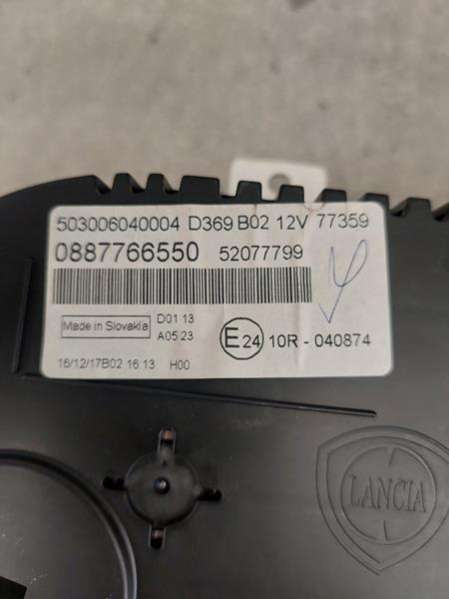 503006040004 D369 B02 12V 77359
0887766550 52077799
Made in Slovakia D01 13
A05 23
E24 10R - 040874
16/12/17B02 16 13 H00
LANCIA